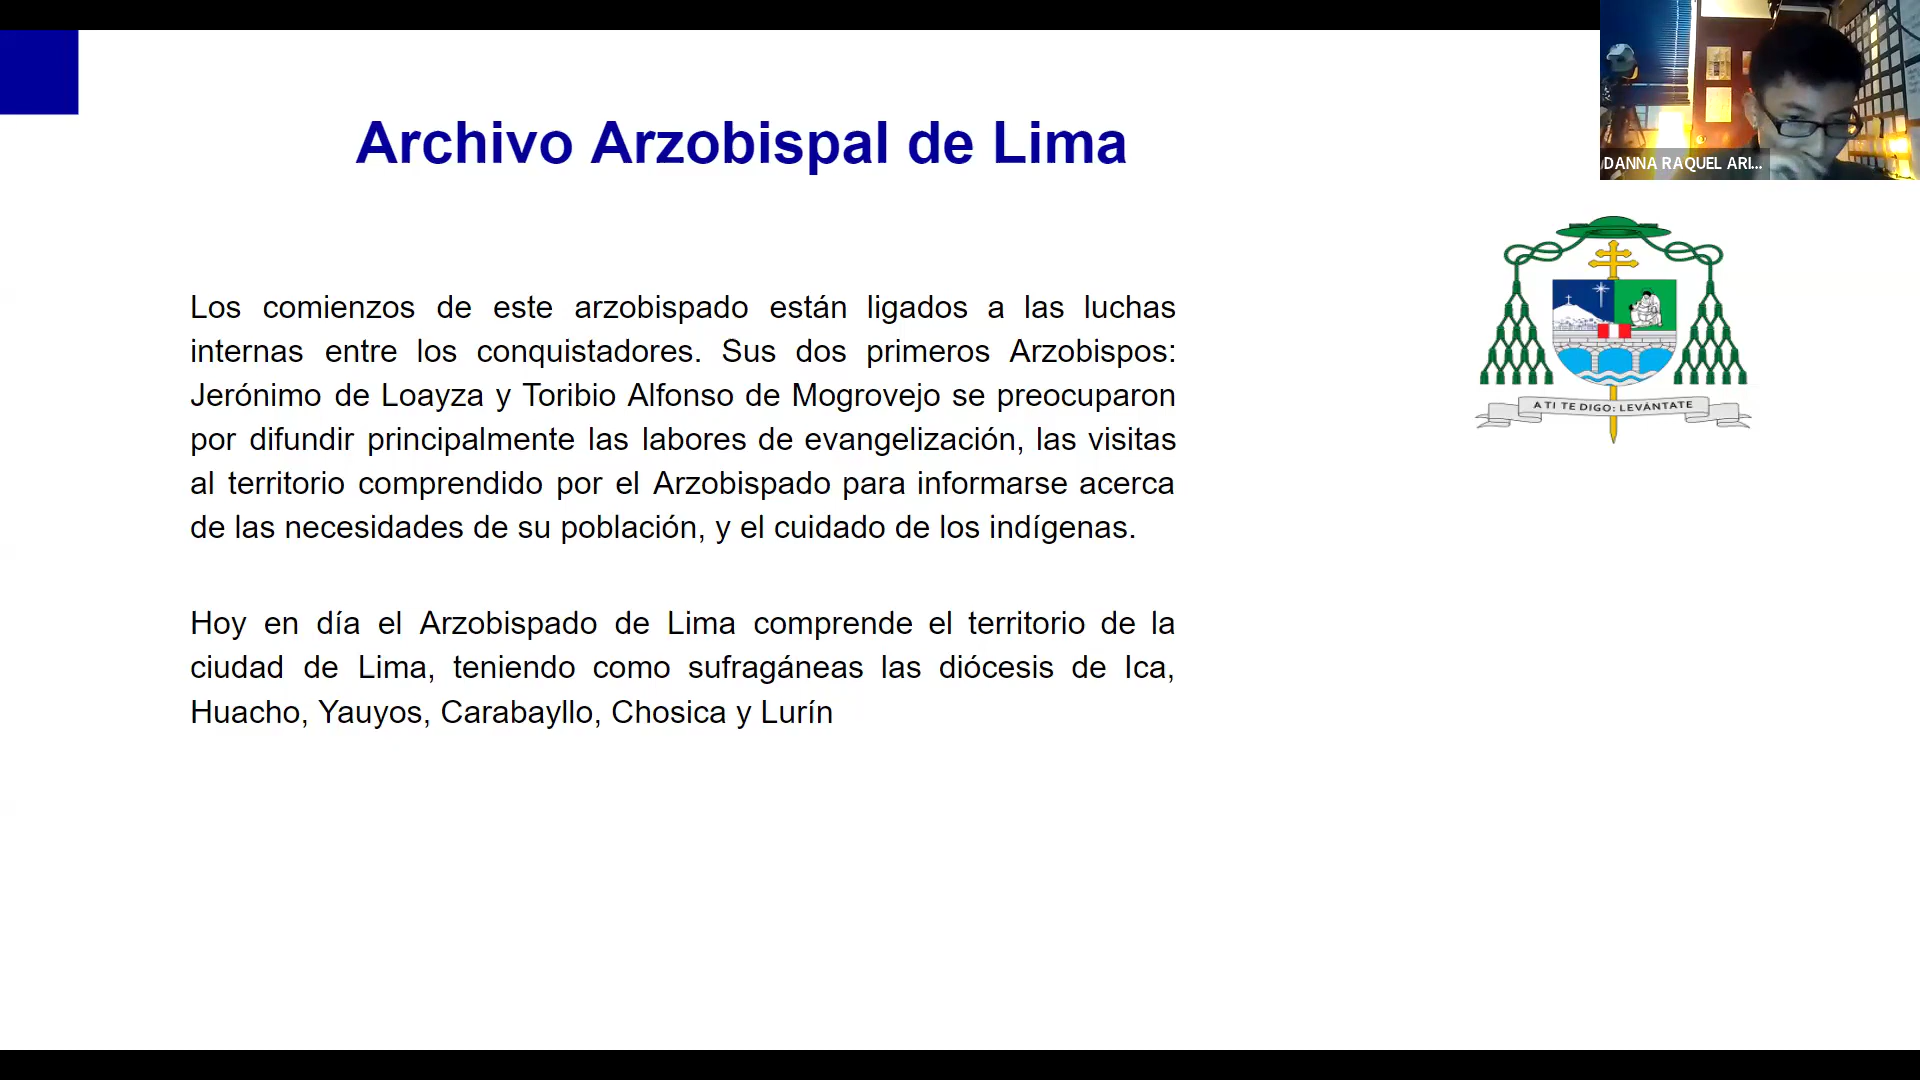 Archivo Arzobispal de Lima
DANNA RAQUEL ARI...
Los comienzos de este arzobispado están ligados a las luchas
internas entre los conquistadores. Sus dos primeros Arzobispos:
Jerónimo de Loayza y Toribio Alfonso de Mogrovejo se preocuparon
por difundir principalmente las labores de evangelización, las visitas
al territorio comprendido por el Arzobispado para informarse acerca
de las necesidades de su población, y el cuidado de los indígenas.
A TI TE DIGO: LEVÁNTATE
Hoy en día el Arzobispado de Lima comprende el territorio de la
ciudad de Lima, teniendo como sufragáneas las diócesis de Ica,
Huacho, Yauyos, Carabayllo, Chosica y Lurín